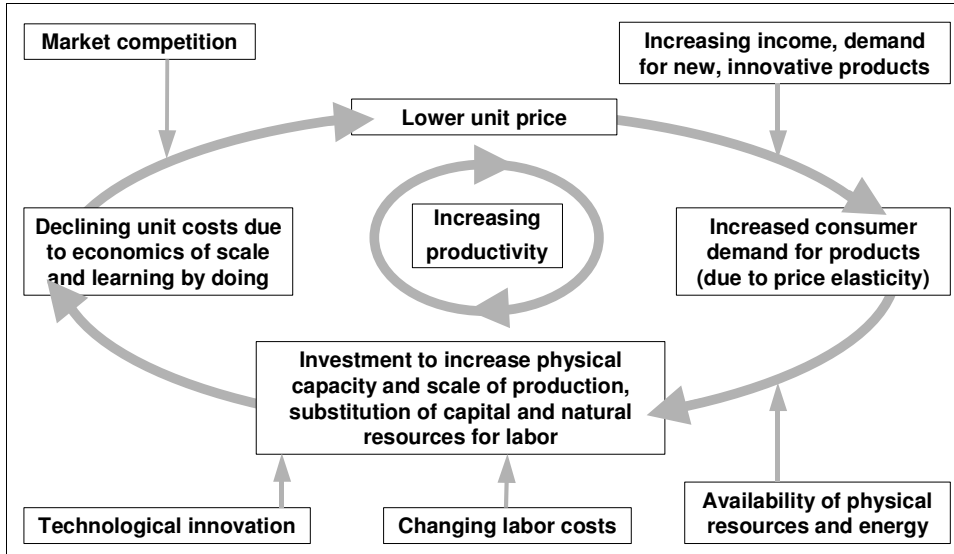 Market competition
Increasing income, demand
for new, innovative products
Lower unit price
Declining unit costs due
to economics of scale
and learning by doing
Increasing
productivity
Increased consumer
demand for products
(due to price elasticity)
Investment to increase physical
capacity and scale of production,
substitution of capital and natural
resources for labor
Technological innovation
Changing labor costs
Availability of physical
resources and energy